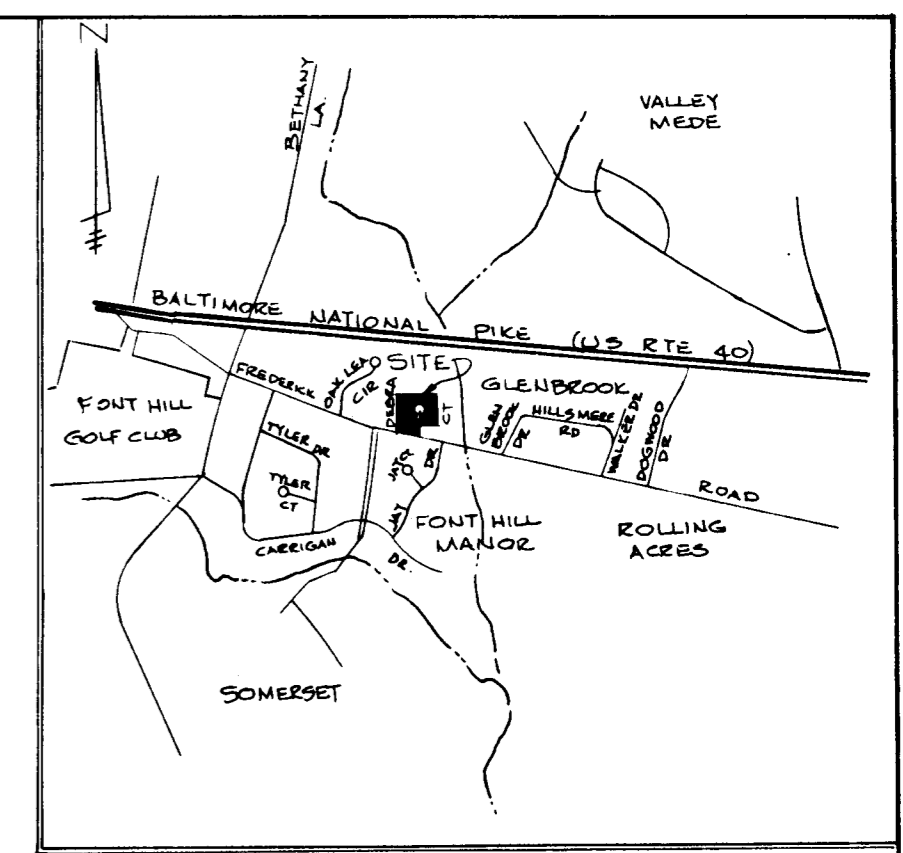 N
BETHANY
LA.
VALLEY
MEDE
BALTIMORE NATIONAL PIKE (US RTE 40)
FREDERICK
OAK LEA
CIR
SITE
DEBRA
CT
GLENBROOK
GLEN
BROOK
DR
HILLSMERE
RD
WALKER DR
DOGWOOD
DR
ROAD
FONT HILL
GOLF CLUB
TYLER DR
TYLER
CT
JAY CT
JAY
DR
FONT HILL
MANOR
ROLLING
ACRES
CARRIGAN
DR.
SOMERSET